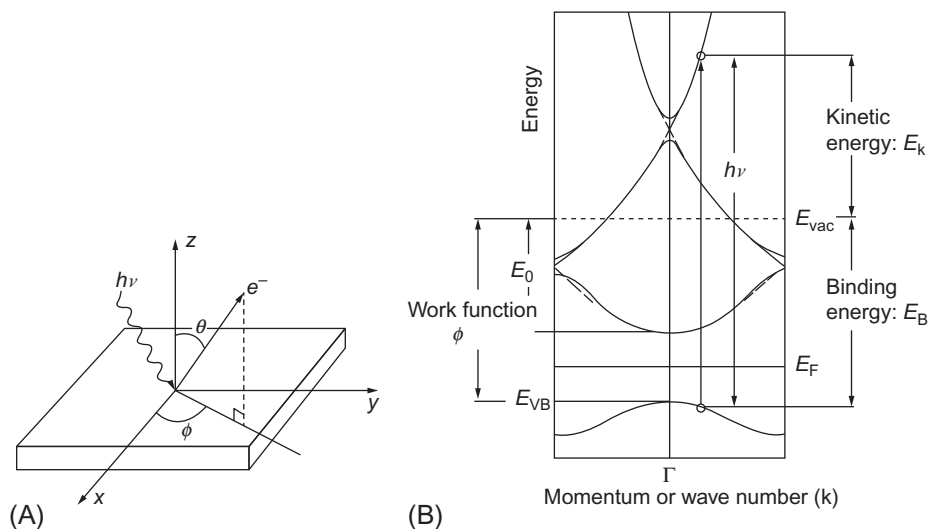 z
hν
e⁻
θ
y
ϕ
x
(A)
Energy
Kinetic
energy: Eₖ
hν
E_vac
E₀
Work function
ϕ
Binding
energy: E_B
E_F
E_VB
Γ
Momentum or wave number (k)
(B)